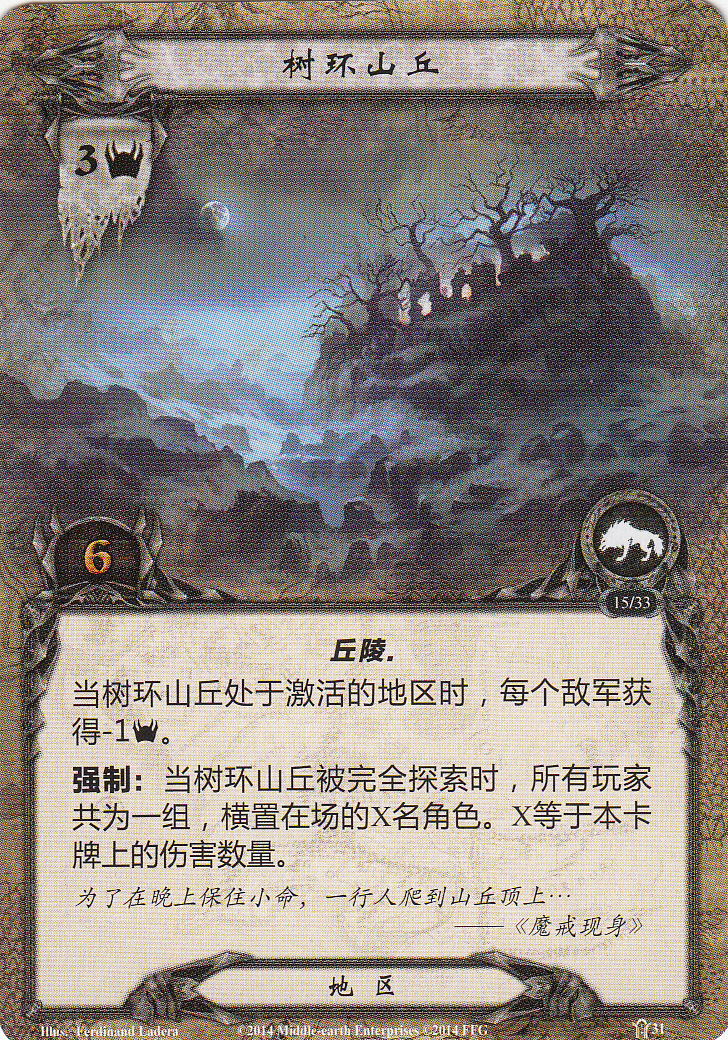 树环山丘
3
6
15/33
丘陵.
当树环山丘处于激活的地区时，每个敌军获
得-1。
强制：当树环山丘被完全探索时，所有玩家
共为一组，横置在场的X名角色。X等于本卡
牌上的伤害数量。
为了在晚上保住小命，一行人爬到山丘顶上…
——《魔戒现身》
地区
Illus. Ferdinand Ladera ©2014 Middle-earth Enterprises ©2014 FFG 31